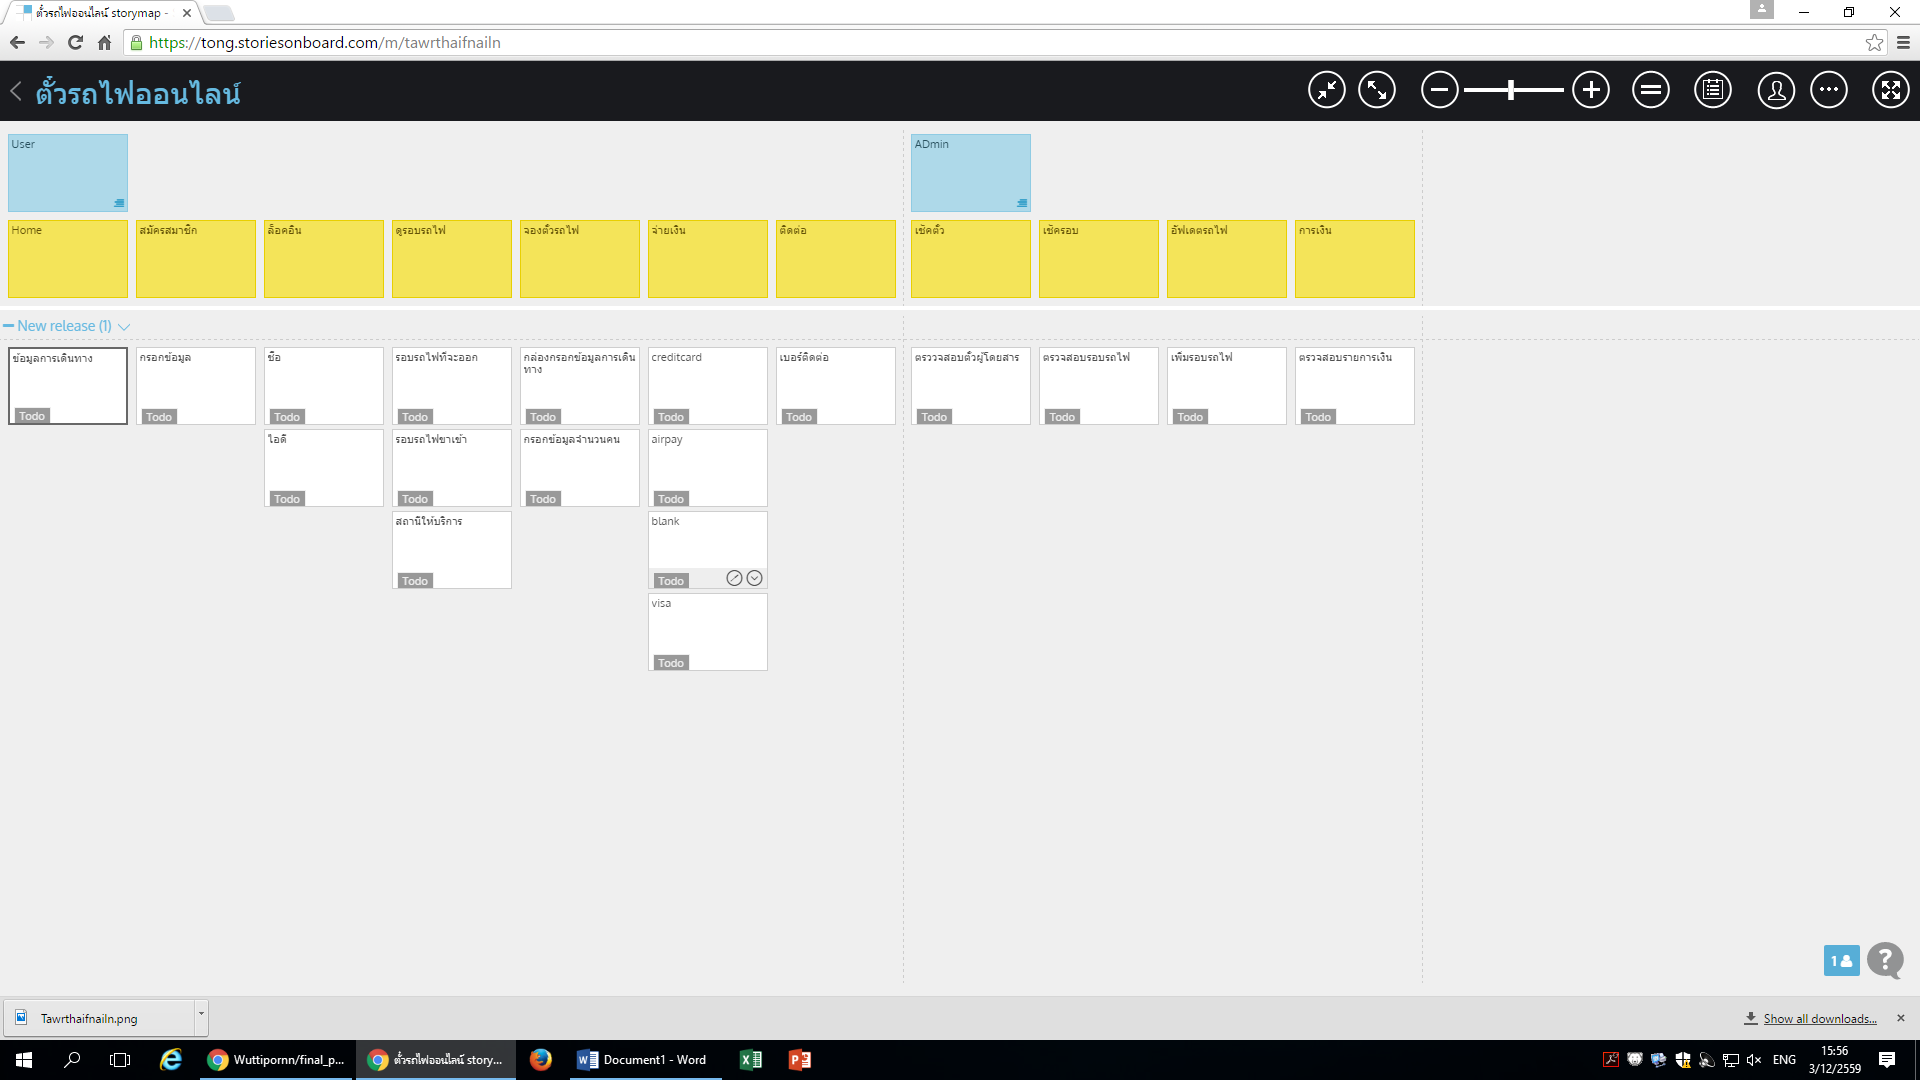 ตั๋วรถไฟออนไลน์ storymap -
https://tong.storiesonboard.com/m/tawrthaifnailn
ตั๋วรถไฟออนไลน์
User
ADmin
Home
สมัครสมาชิก
ล็อคอิน
ดูรอบรถไฟ
จองตั๋วรถไฟ
จ่ายเงิน
ติดต่อ
เช้คตั๋ว
เช้ครอบ
อัฟเดตรถไฟ
การเงิน
New release (1)
ข้อมูลการเดินทาง
Todo
กรอกข้อมูล
Todo
ชื่อ
Todo
รอบรถไฟที่จะออก
Todo
กล่องกรอกข้อมูลการเดิน
ทาง
Todo
creditcard
Todo
เบอร์ติดต่อ
Todo
ตรววจสอบตั๋วผู้โดยสาร
Todo
ตรวจสอบรอบรถไฟ
Todo
เพิ่มรอบรถไฟ
Todo
ตรวจสอบรายการเงิน
Todo
ไอดี
Todo
รอบรถไฟขาเข้า
Todo
กรอกข้อมูลจำนวนคน
Todo
airpay
Todo
สถานีให้บริการ
Todo
blank
Todo
visa
Todo
1
?
Tawrthaifnailn.png
Show all downloads...
Wuttipornn/final_p...
ตั๋วรถไฟออนไลน์ story...
Document1 - Word
ENG
15:56
3/12/2559